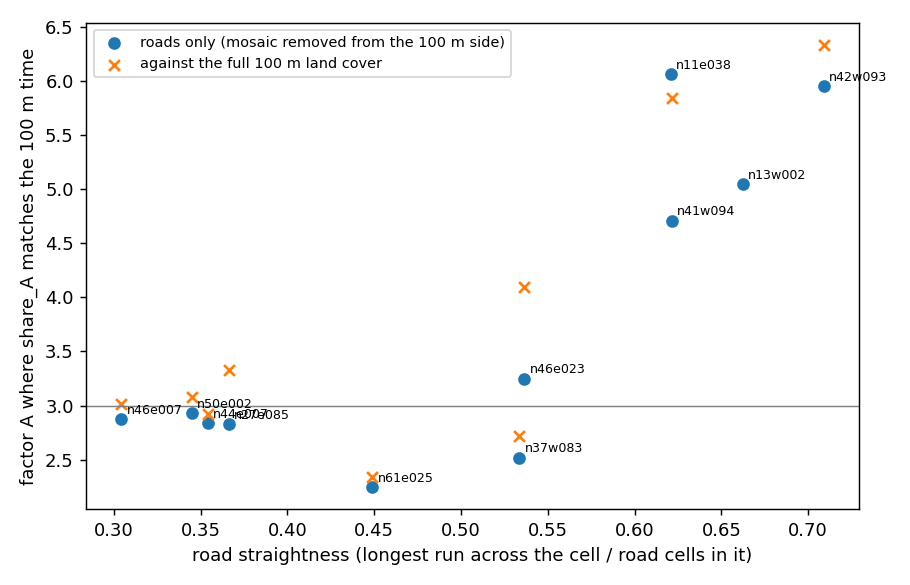 6.5
6.0
5.5
5.0
4.5
4.0
3.5
3.0
2.5
factor A where share_A matches the 100 m time
roads only (mosaic removed from the 100 m side)
against the full 100 m land cover
n11e038
n42w093
n13w002
n41w094
n46e023
n46e007
n50e002
n27e085
n37w083
n61e025
0.30 0.35 0.40 0.45 0.50 0.55 0.60 0.65 0.70
road straightness (longest run across the cell / road cells in it)